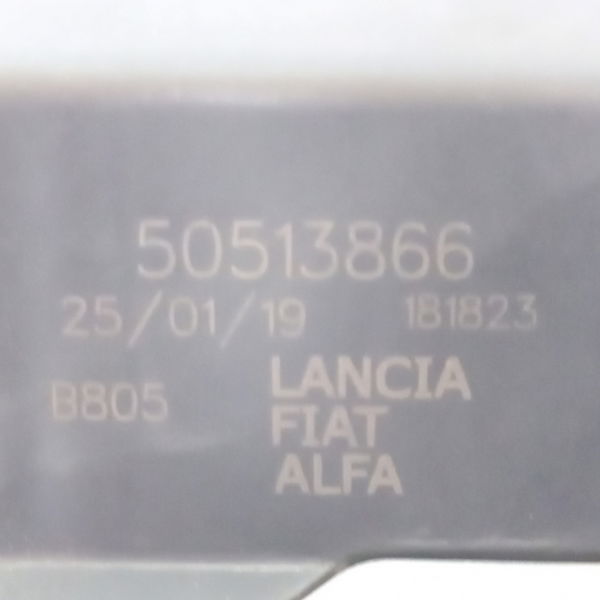 50513866
25/01/19 181823
B805
LANCIA
FIAT
ALFA